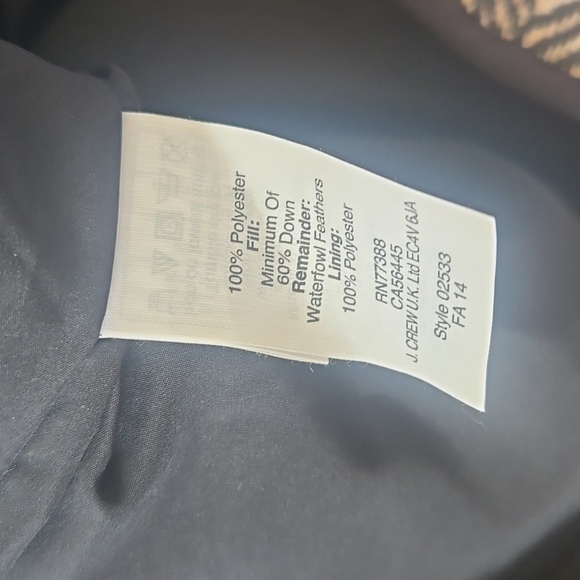 100% Polyester
Fill:
Minimum Of
60% Down
Remainder:
Waterfowl Feathers
Lining:
100% Polyester
RN77388
CA56445
J. CREW U.K. Ltd EC4V 6JA
Style 02533
FA 14